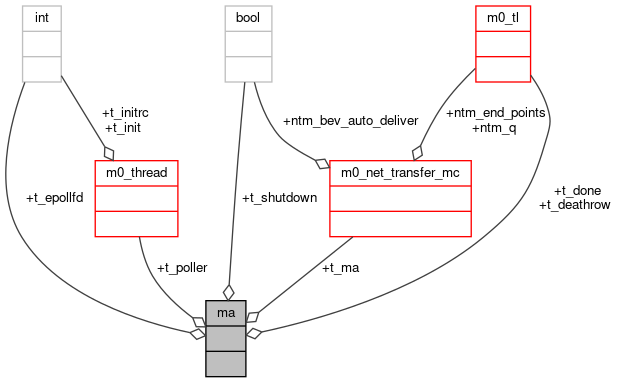 int
bool
m0_tl
+t_initrc
+t_init
+ntm_bev_auto_deliver
+ntm_end_points
+ntm_q
m0_thread
m0_net_transfer_mc
+t_epollfd
+t_shutdown
+t_done
+t_deathrow
+t_poller
+t_ma
ma